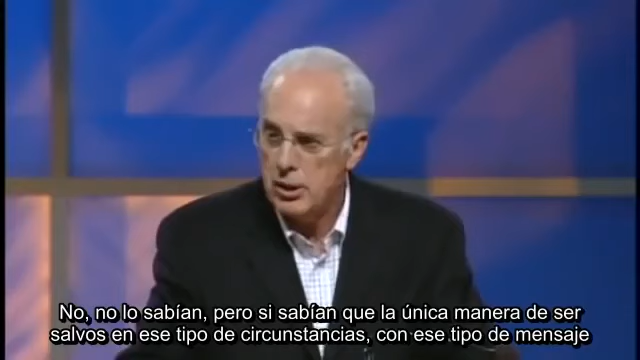 No, no lo sabían, pero si sabían que la única manera de ser
salvos en ese tipo de circunstancias, con ese tipo de mensaje